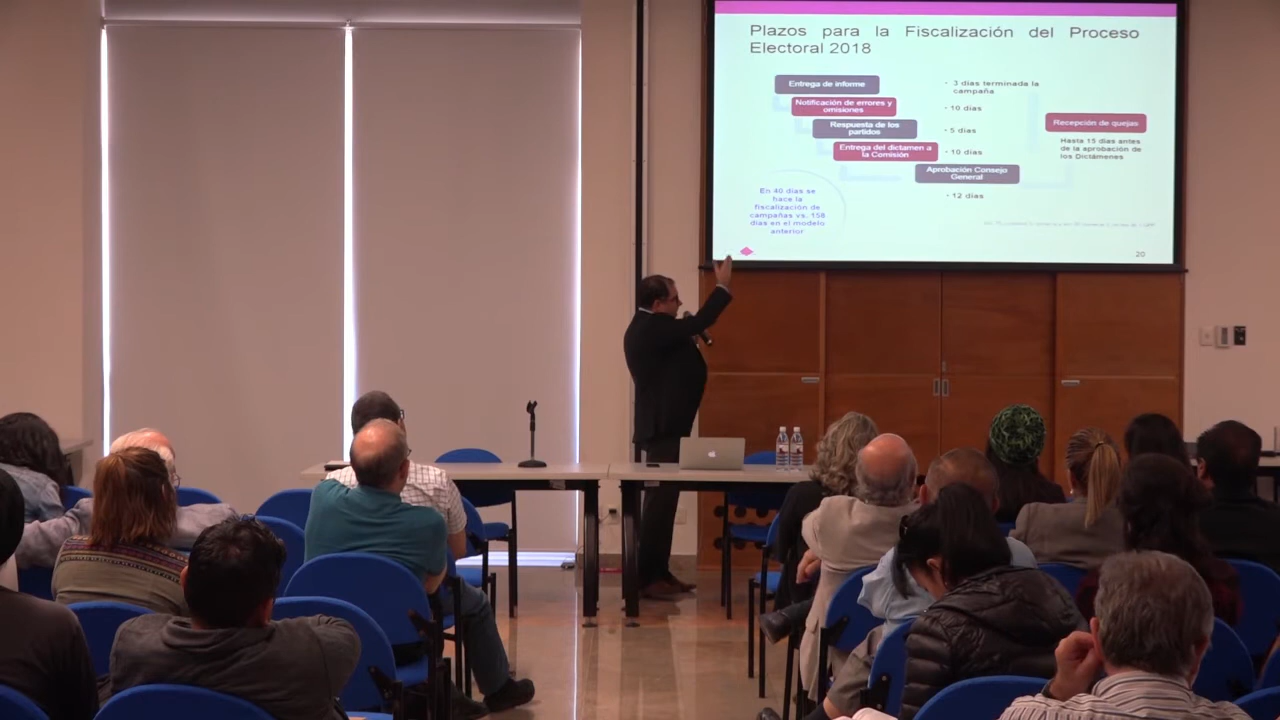 Plazos para la Fiscalización del Proceso
Electoral 2018
Entrega de informe
- 3 días terminada la
campaña
Notificación de errores y
omisiones
- 10 días
Respuesta de los
partidos
- 5 días
Entrega del dictamen a
la Comisión
- 10 días
Aprobación Consejo
General
- 12 días
Recepción de quejas
Hasta 15 días antes
de la aprobación de
los Dictámenes
En 40 días se
hace la
fiscalización de
campañas vs. 158
días en el modelo
anterior
20